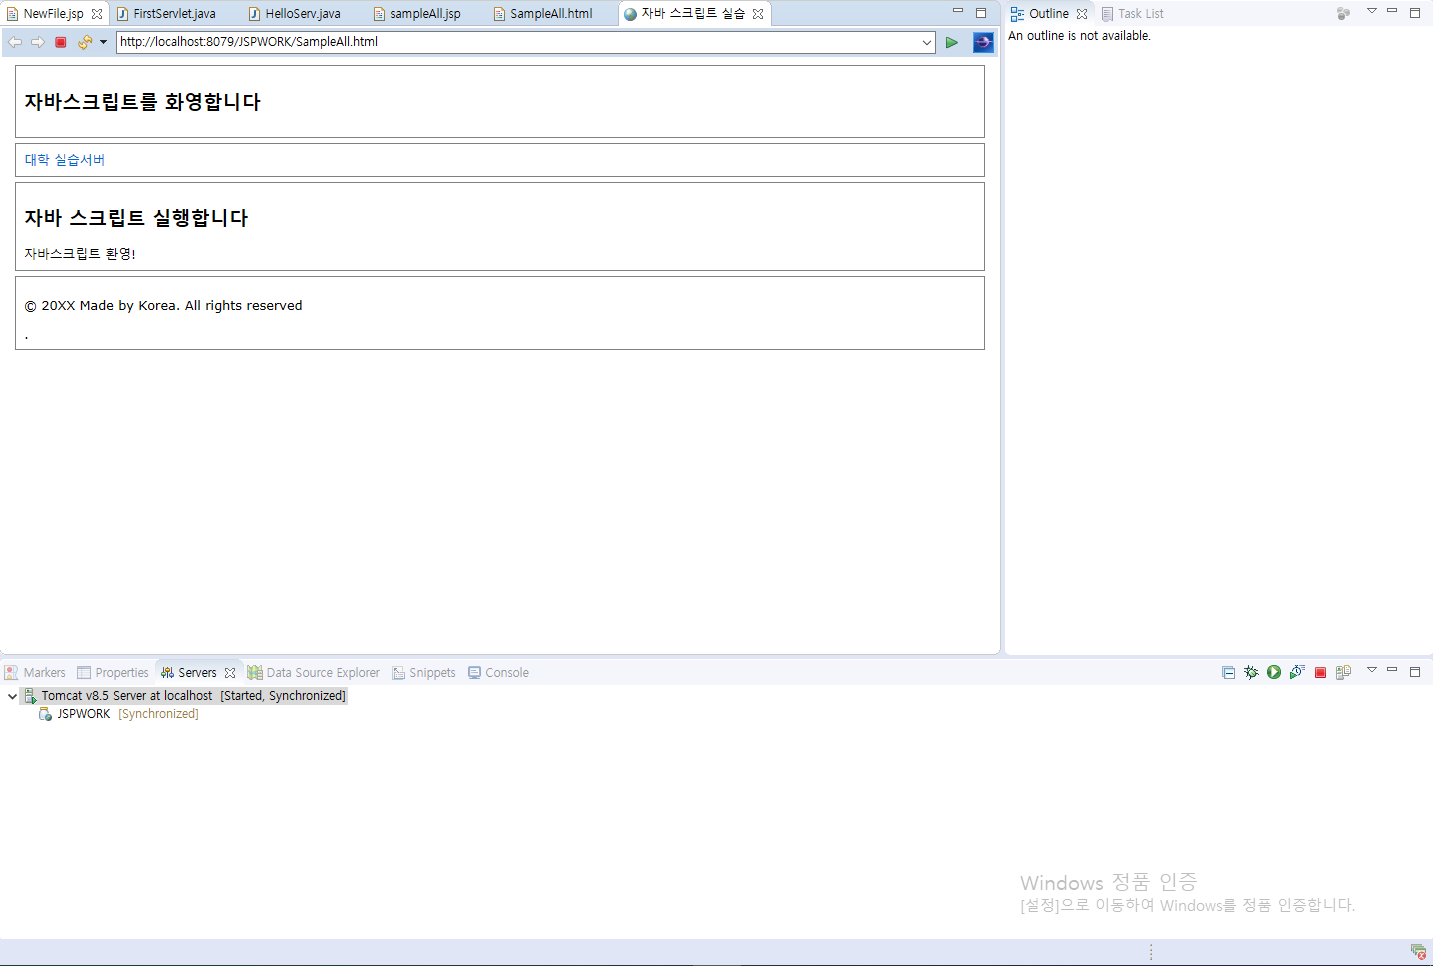 NewFile.jsp FirstServlet.java HelloServ.java sampleAll.jsp SampleAll.html 자바 스크립트 실습
http://localhost:8079/JSPWORK/SampleAll.html
자바스크립트를 화영합니다
대학 실습서버
자바 스크립트 실행합니다
자바스크립트 환영!
© 20XX Made by Korea. All rights reserved
.
Outline Task List
An outline is not available.
Markers Properties Servers Data Source Explorer Snippets Console
Tomcat v8.5 Server at localhost [Started, Synchronized]
JSPWORK [Synchronized]
Windows 정품 인증
[설정]으로 이동하여 Windows를 정품 인증합니다.